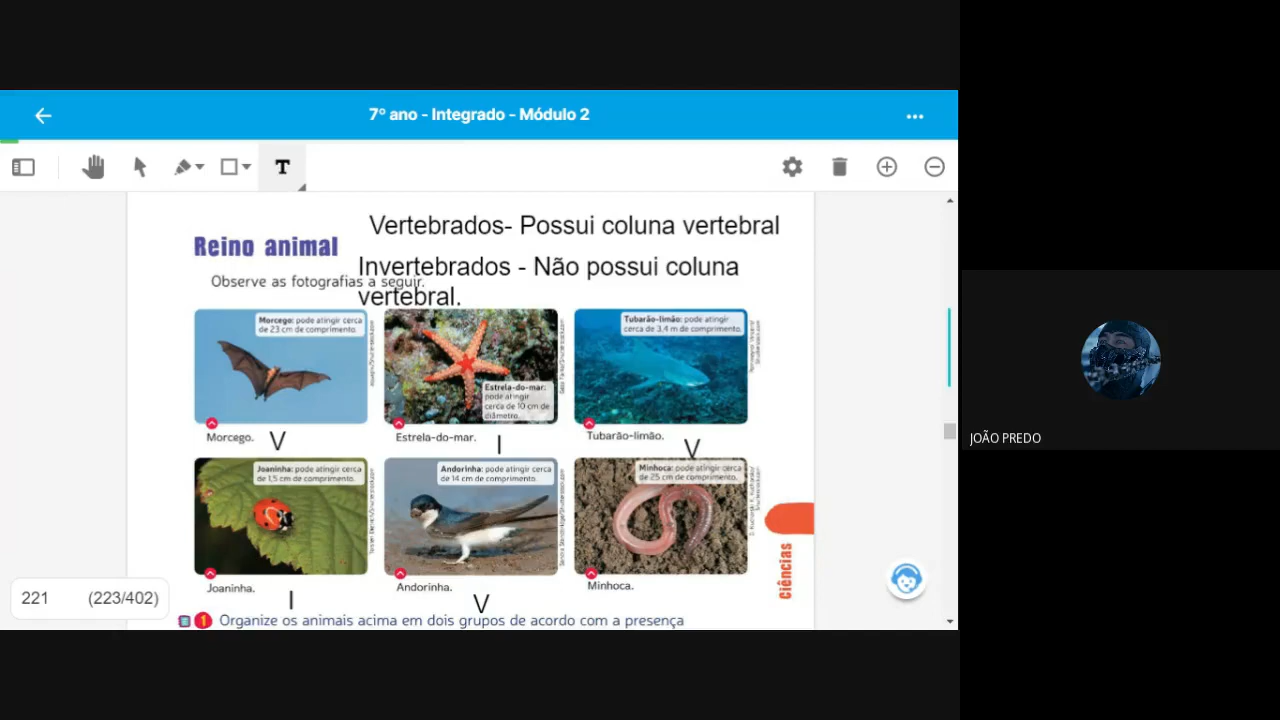 7º ano - Integrado - Módulo 2
T
Vertebrados- Possui coluna vertebral
Reino animal
Invertebrados - Não possui coluna
Observe as fotografias a seguir.
vertebral.
Morcego: pode atingir cerca
de 23 cm de comprimento.
Estrela-do-mar:
pode atingir
cerca de 10 cm de
diâmetro.
Tubarão-limão: pode atingir
cerca de 3,4 m de comprimento.
Morcego. V
Estrela-do-mar. I
Tubarão-limão. V
Joaninha: pode atingir cerca
de 1,5 cm de comprimento.
Andorinha: pode atingir cerca
de 14 cm de comprimento.
Minhoca: pode atingir cerca
de 25 cm de comprimento.
Joaninha. I
Andorinha. V
Minhoca.
Ciências
1 Organize os animais acima em dois grupos de acordo com a presença
221 (223/402)
JOÃO PREDO